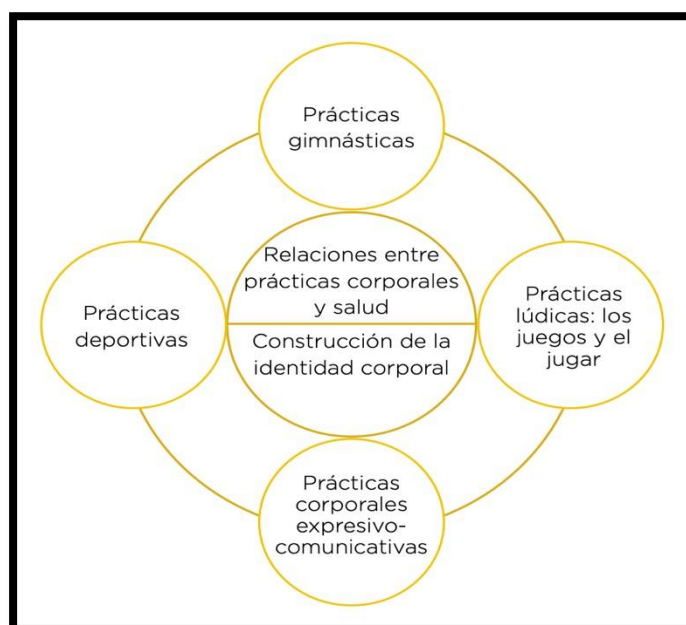 Prácticas
gimnásticas
Relaciones entre
prácticas corporales
y salud
Construcción de la
identidad corporal
Prácticas
deportivas
Prácticas
lúdicas: los
juegos y el
jugar
Prácticas
corporales
expresivo-
comunicativas